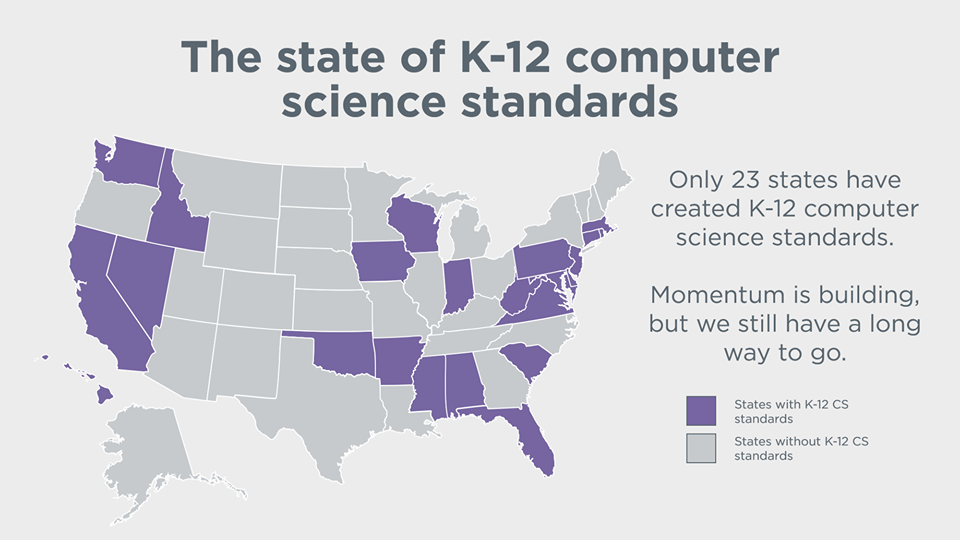 The state of K-12 computer
science standards
Only 23 states have
created K-12 computer
science standards.
Momentum is building,
but we still have a long
way to go.
States with K-12 CS
standards
States without K-12 CS
standards